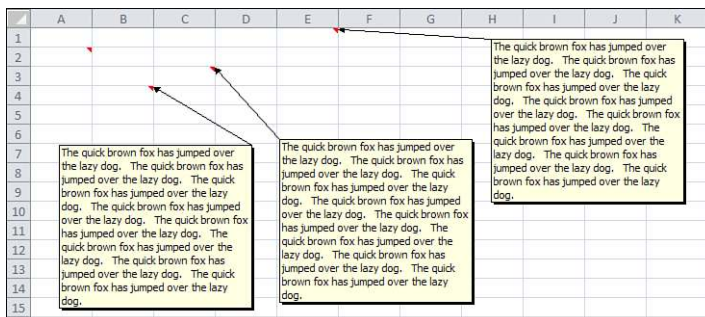 A B C D E F G H I J K
1
2
3
4
5
6
7
8
9
10
11
12
13
14
15
The quick brown fox has jumped over
the lazy dog.   The quick brown fox has
jumped over the lazy dog.   The quick
brown fox has jumped over the lazy
dog.   The quick brown fox has jumped
over the lazy dog.   The quick brown fox
has jumped over the lazy dog.   The
quick brown fox has jumped over the
lazy dog.   The quick brown fox has
jumped over the lazy dog.   The quick
brown fox has jumped over the lazy
dog.
The quick brown fox has jumped over
the lazy dog.   The quick brown fox has
jumped over the lazy dog.   The quick
brown fox has jumped over the lazy
dog.   The quick brown fox has jumped
over the lazy dog.   The quick brown fox
has jumped over the lazy dog.   The
quick brown fox has jumped over the
lazy dog.   The quick brown fox has
jumped over the lazy dog.   The quick
brown fox has jumped over the lazy
dog.
The quick brown fox has jumped over
the lazy dog.   The quick brown fox has
jumped over the lazy dog.   The quick
brown fox has jumped over the lazy
dog.   The quick brown fox has jumped
over the lazy dog.   The quick brown fox
has jumped over the lazy dog.   The
quick brown fox has jumped over the
lazy dog.   The quick brown fox has
jumped over the lazy dog.   The quick
brown fox has jumped over the lazy
dog.